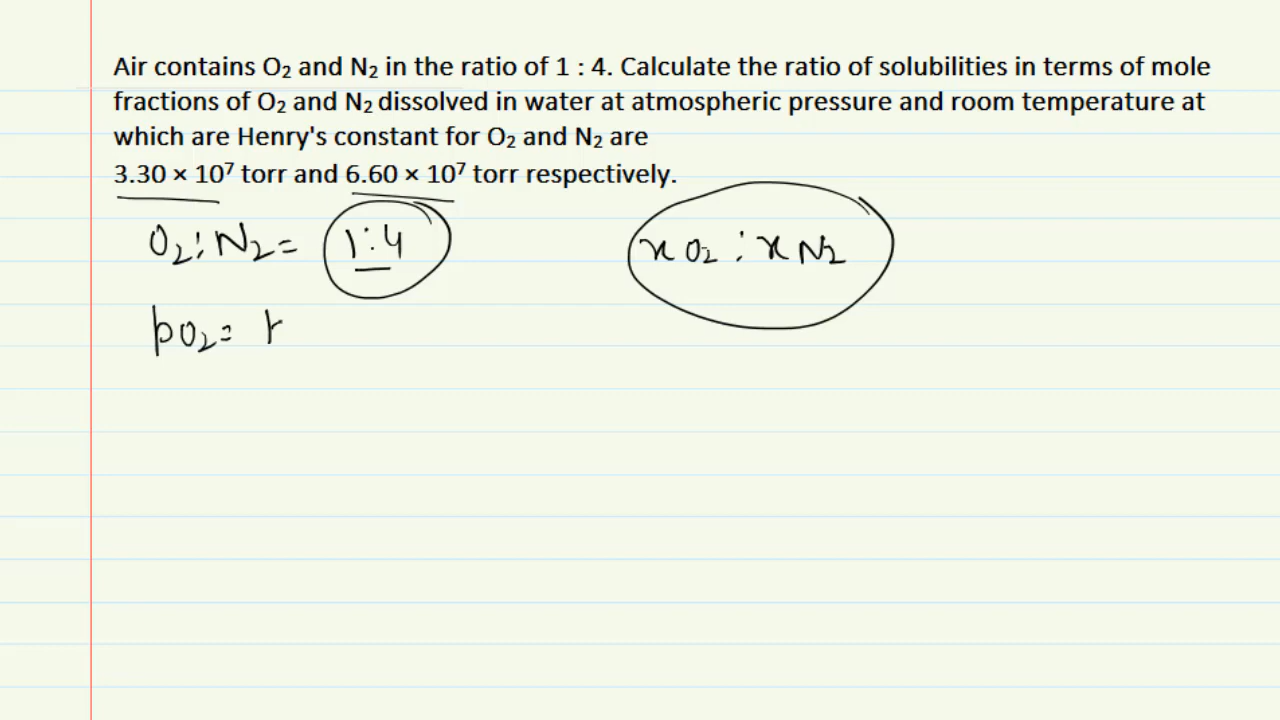 Air contains O₂ and N₂ in the ratio of 1 : 4. Calculate the ratio of solubilities in terms of mole
fractions of O₂ and N₂ dissolved in water at atmospheric pressure and room temperature at
which are Henry's constant for O₂ and N₂ are
3.30 × 10⁷ torr and 6.60 × 10⁷ torr respectively.
O₂ : N₂ = 1 : 4 x O₂ : x N₂
pO₂ =